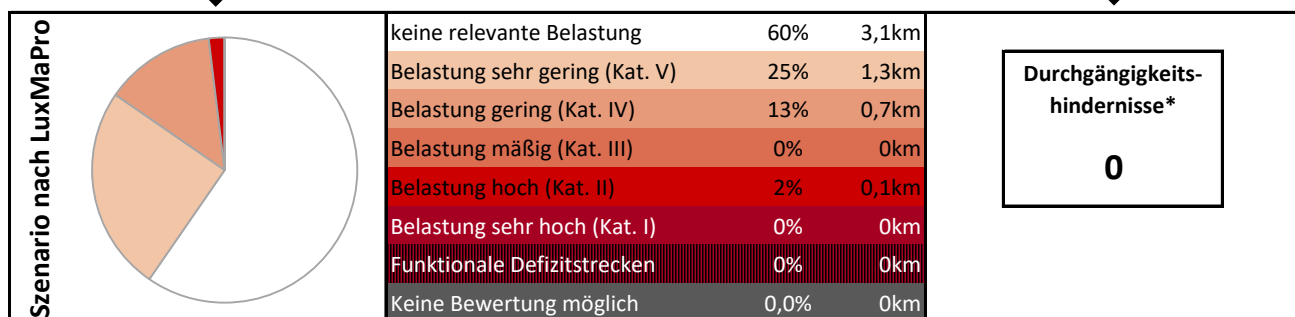 Szenario nach LuxMaPro
keine relevante Belastung 60% 3,1km
Belastung sehr gering (Kat. V) 25% 1,3km
Belastung gering (Kat. IV) 13% 0,7km
Belastung mäßig (Kat. III) 0% 0km
Belastung hoch (Kat. II) 2% 0,1km
Belastung sehr hoch (Kat. I) 0% 0km
Funktionale Defizitstrecken 0% 0km
Keine Bewertung möglich 0,0% 0km
Durchgängigkeits-
hindernisse*
0